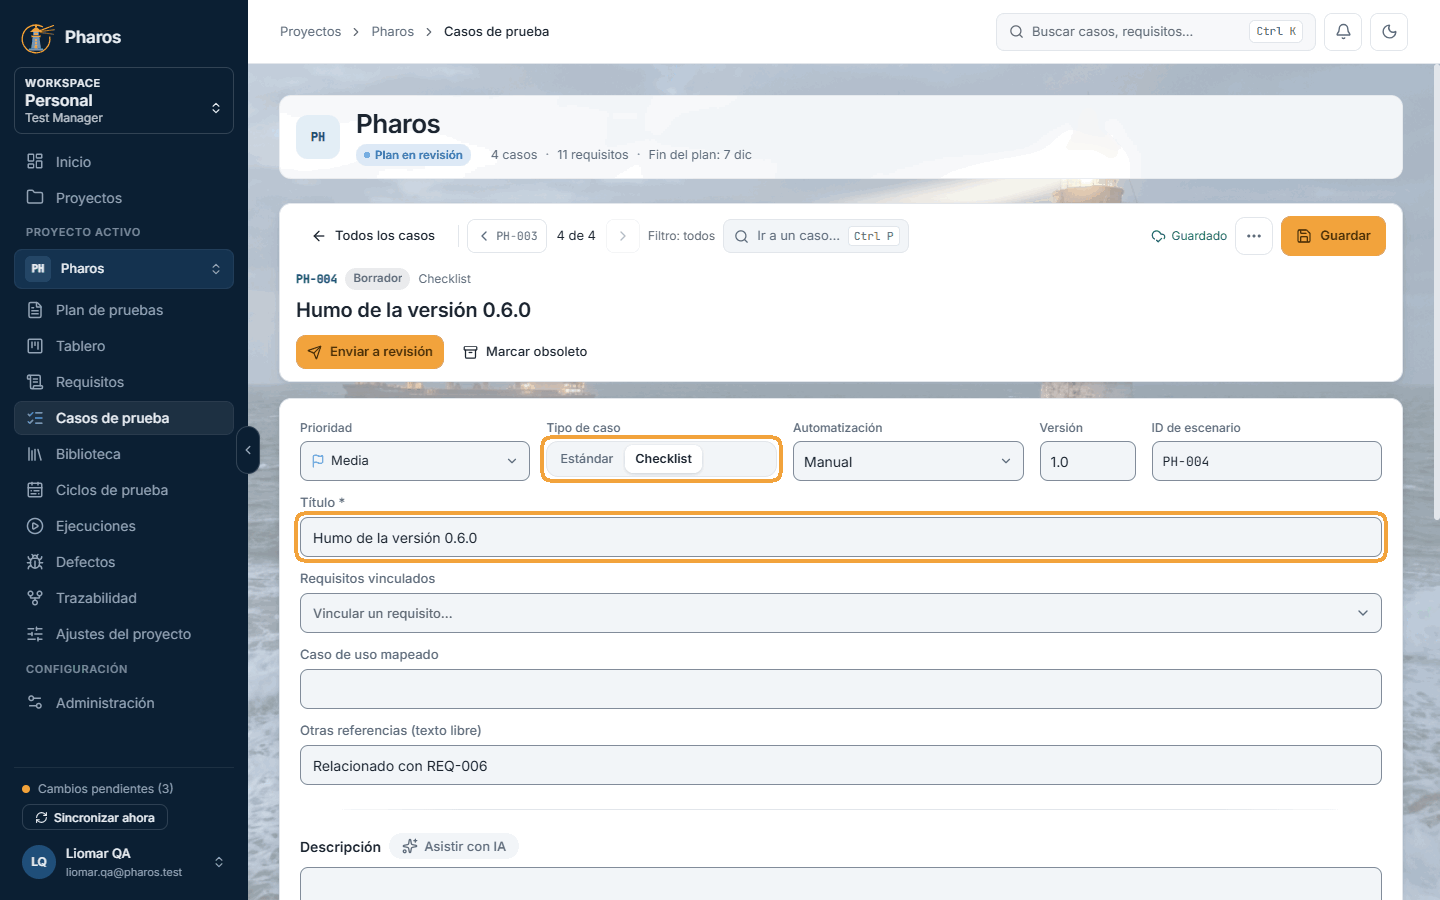 Pharos
WORKSPACE
Personal
Test Manager
Inicio
Proyectos
PROYECTO ACTIVO
PH Pharos
Plan de pruebas
Tablero
Requisitos
Casos de prueba
Biblioteca
Ciclos de prueba
Ejecuciones
Defectos
Trazabilidad
Ajustes del proyecto
CONFIGURACIÓN
Administración
Cambios pendientes (3)
Sincronizar ahora
LQ
Liomar QA
liomar.qa@pharos.test
Proyectos > Pharos > Casos de prueba
Buscar casos, requisitos... Ctrl K
PH
Pharos
Plan en revisión 4 casos · 11 requisitos · Fin del plan: 7 dic
Todos los casos PH-003 4 de 4 Filtro: todos Ir a un caso... Ctrl P Guardado Guardar
PH-004 Borrador Checklist
Humo de la versión 0.6.0
Enviar a revisión Marcar obsoleto
Prioridad Tipo de caso Automatización Versión ID de escenario
Media Estándar Checklist Manual 1.0 PH-004
Título *
Humo de la versión 0.6.0
Requisitos vinculados
Vincular un requisito...
Caso de uso mapeado
Otras referencias (texto libre)
Relacionado con REQ-006
Descripción Asistir con IA